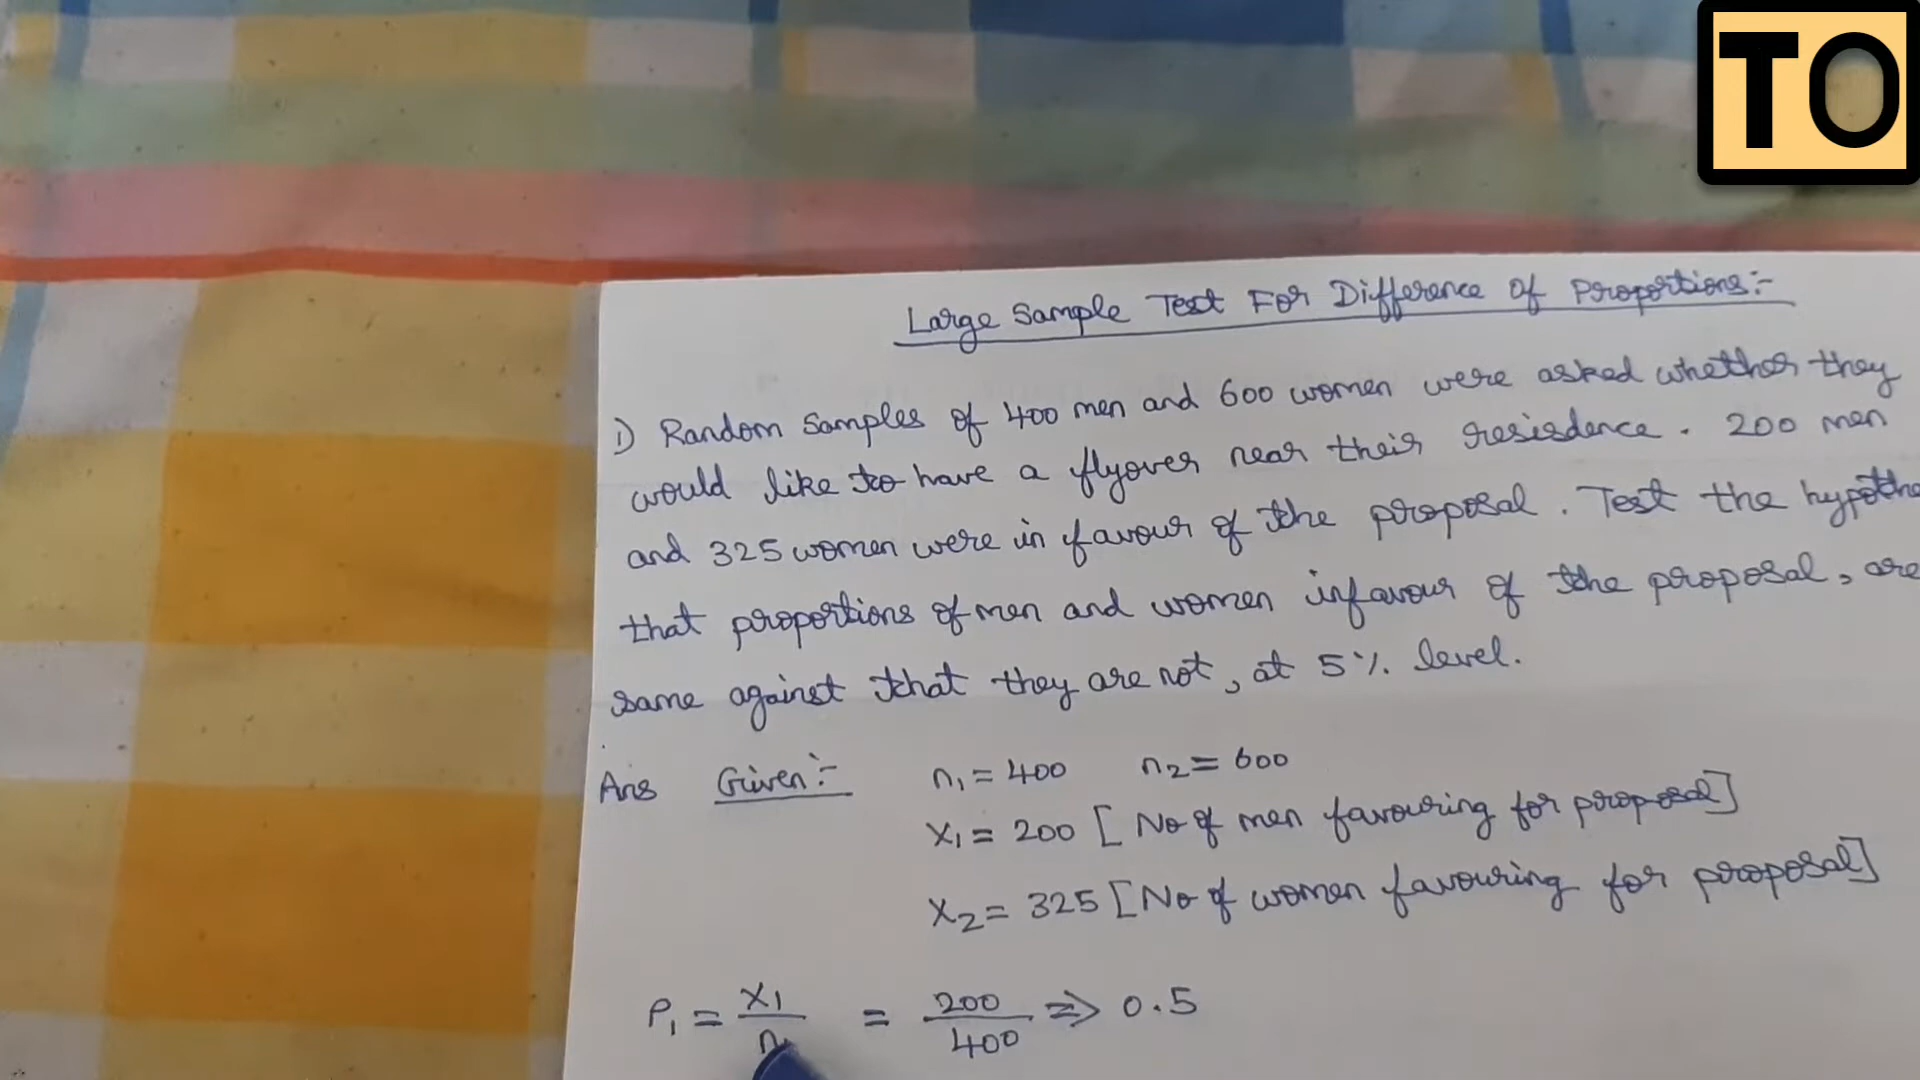 TO
Large Sample Test For Difference Of Proportions:-
1) Random Samples of 400 men and 600 women were asked whether they
would like to have a flyover near their resisdence. 200 men
and 325 women were in favour of the proposal. Test the
that proportions of men and women infavour of the proposal, are
same against that they are not, at 5% level.
Ans Given:- n1 = 400 n2 = 600
X1 = 200 [No of men favouring for proposal]
X2 = 325 [No of women favouring for proposal]
P1 = X1/n = 200/400 => 0.5